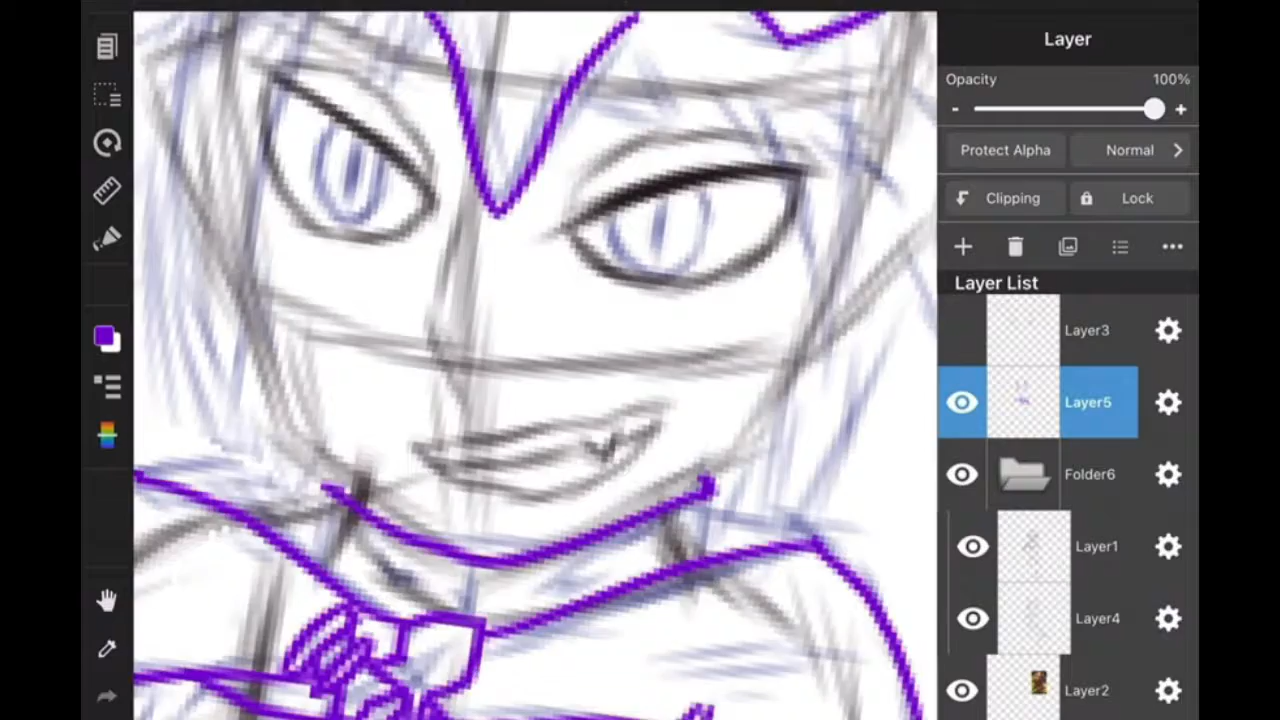 Layer
Opacity 100%
- +
Protect Alpha Normal
Clipping Lock
Layer List
Layer3
Layer5
Folder6
Layer1
Layer4
Layer2